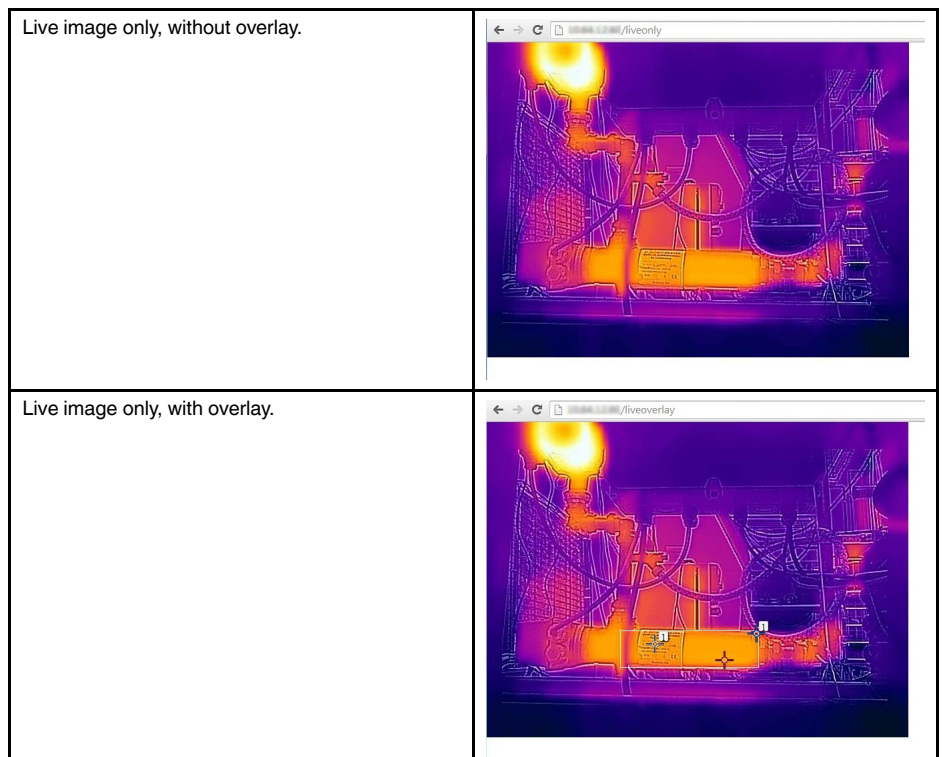 Live image only, without overlay.
/liveonly
Live image only, with overlay.
/liveoverlay
1
1